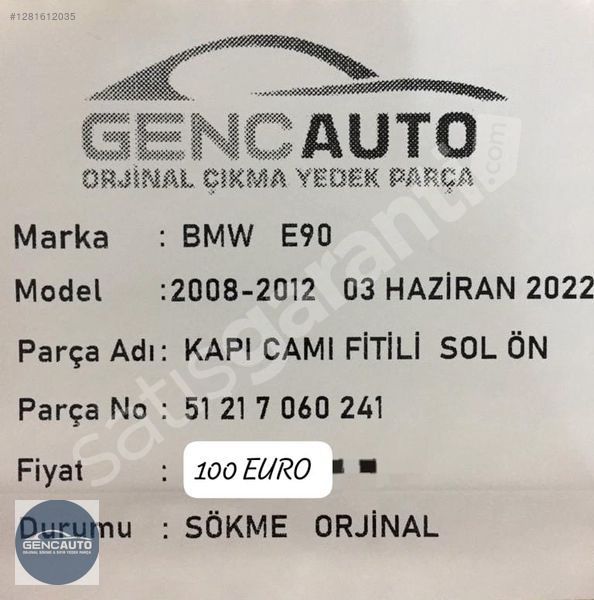 #1281612035
GENCAUTO
ORJİNAL ÇIKMA YEDEK PARÇA
satışgaranti.com
Marka : BMW E90
Model :2008-2012 03 HAZİRAN 2022
Parça Adı: KAPI CAMI FİTİLİ SOL ÖN
Parça No : 51 21 7 060 241
Fiyat : 100 EURO
Durumu : SÖKME ORJİNAL
GENCAUTO